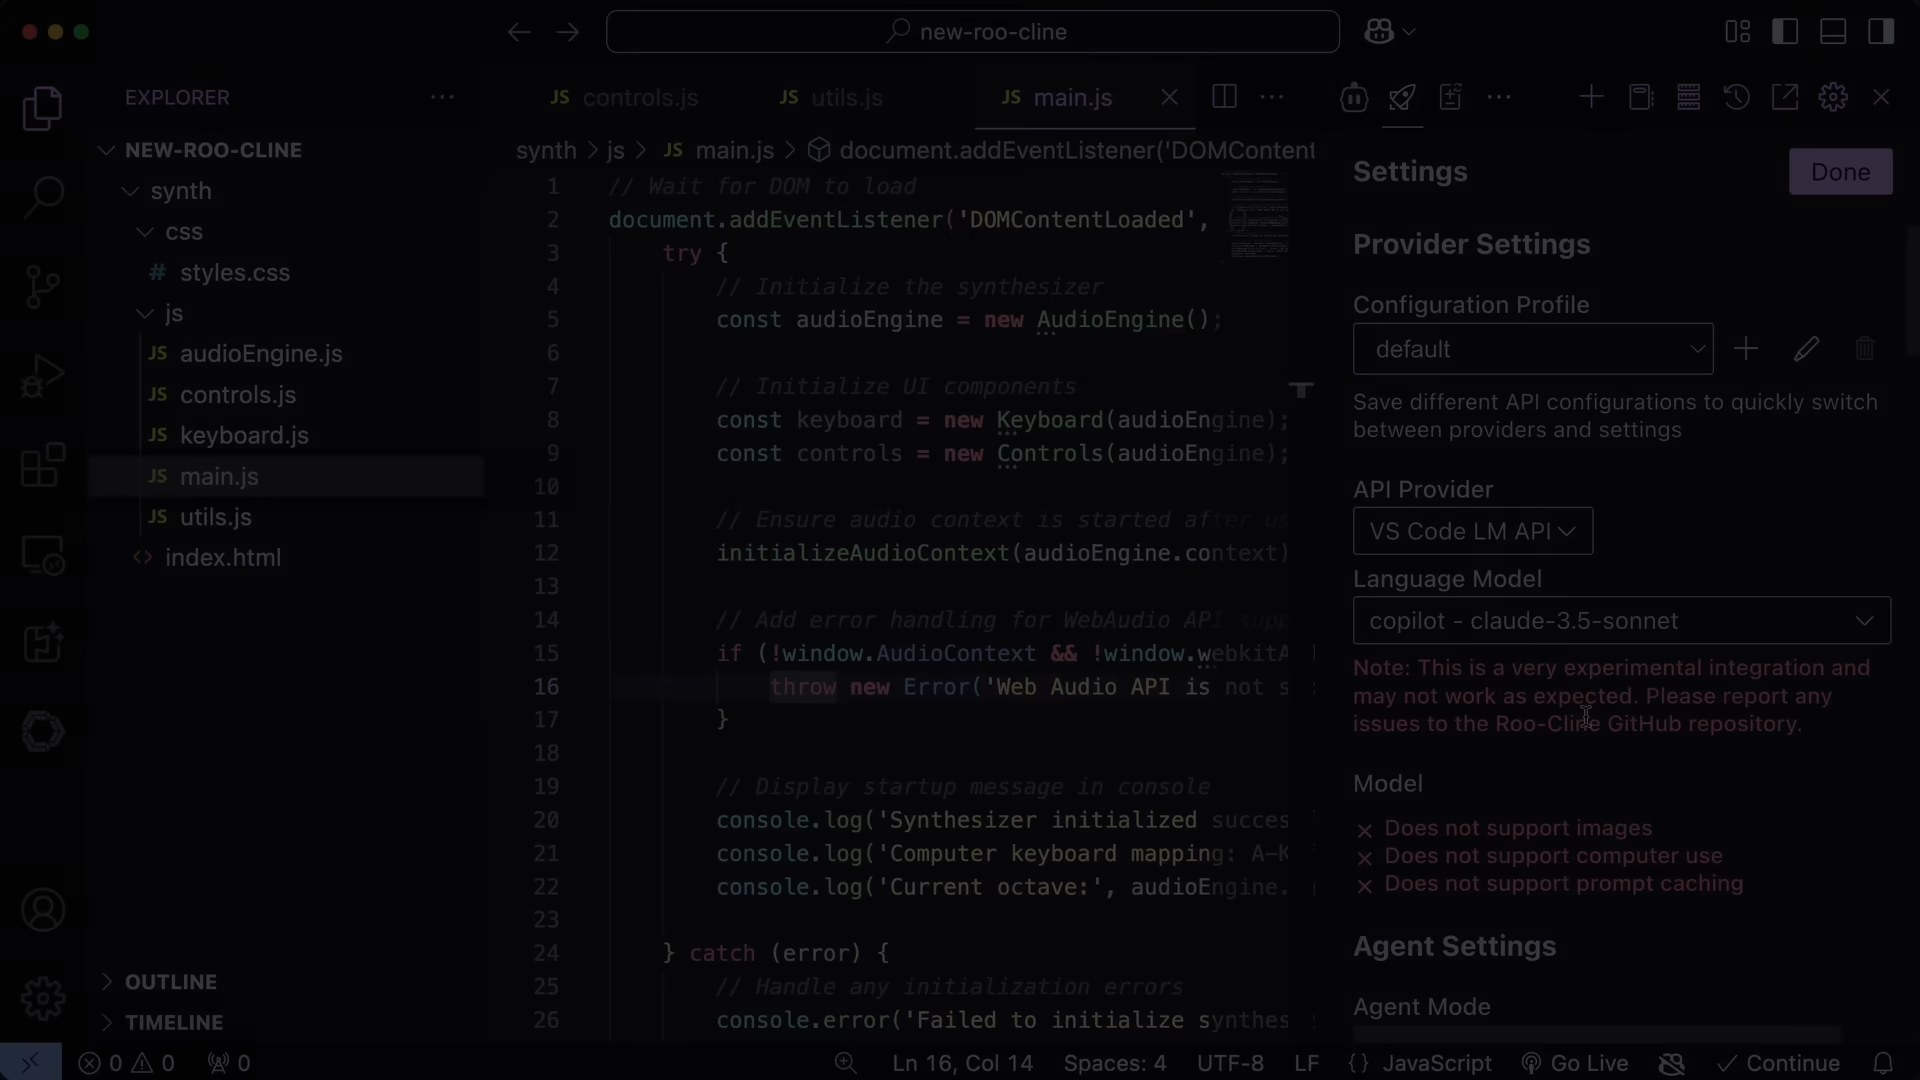 new-roo-cline
EXPLORER
NEW-ROO-CLINE
synth
css
# styles.css
js
JS audioEngine.js
JS controls.js
JS keyboard.js
JS main.js
JS utils.js
<> index.html
OUTLINE
TIMELINE
JS controls.js
JS utils.js
JS main.js
synth > js > JS main.js > document.addEventListener('DOMContent
1 // Wait for DOM to load
2 document.addEventListener('DOMContentLoaded', ()
3 try {
4 // Initialize the synthesizer
5 const audioEngine = new AudioEngine();
6
7 // Initialize UI components
8 const keyboard = new Keyboard(audioEngine);
9 const controls = new Controls(audioEngine);
10
11 // Ensure audio context is started after us
12 initializeAudioContext(audioEngine.context)
13
14 // Add error handling for WebAudio API supp
15 if (!window.AudioContext && !window.webkitA
16 throw new Error('Web Audio API is not s
17 }
18
19 // Display startup message in console
20 console.log('Synthesizer initialized succes
21 console.log('Computer keyboard mapping: A-K
22 console.log('Current octave:', audioEngine.
23
24 } catch (error) {
25 // Handle any initialization errors
26 console.error('Failed to initialize synthes
Settings
Done
Provider Settings
Configuration Profile
default
Save different API configurations to quickly switch
between providers and settings
API Provider
VS Code LM API
Language Model
copilot - claude-3.5-sonnet
Note: This is a very experimental integration and
may not work as expected. Please report any
issues to the Roo-Cline GitHub repository.
Model
Does not support images
Does not support computer use
Does not support prompt caching
Agent Settings
Agent Mode
0 0 0
Ln 16, Col 14 Spaces: 4 UTF-8 LF {} JavaScript Go Live Continue